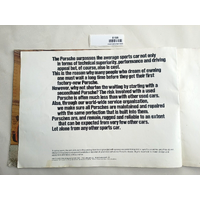 The Porsche surpasses the average sports car not only
in terms of technical superiority, performance and driving
appeal but, of course, also in cost.
This is the reason why many people who dream of owning
one must wait a long time before they get their first
factory-new Porsche.
However, why not shorten the waiting by starting with a
secondhand Porsche? The risk involved with a used
Porsche is often much less than with other used cars.
Also, through our world-wide service organisation,
we make sure all Porsches are maintained and repaired
with the same perfection that is built into them.
Porsches are, and remain, rugged and reliable to an extent
that can be expected from very few other cars.
Let alone from any other sports car.